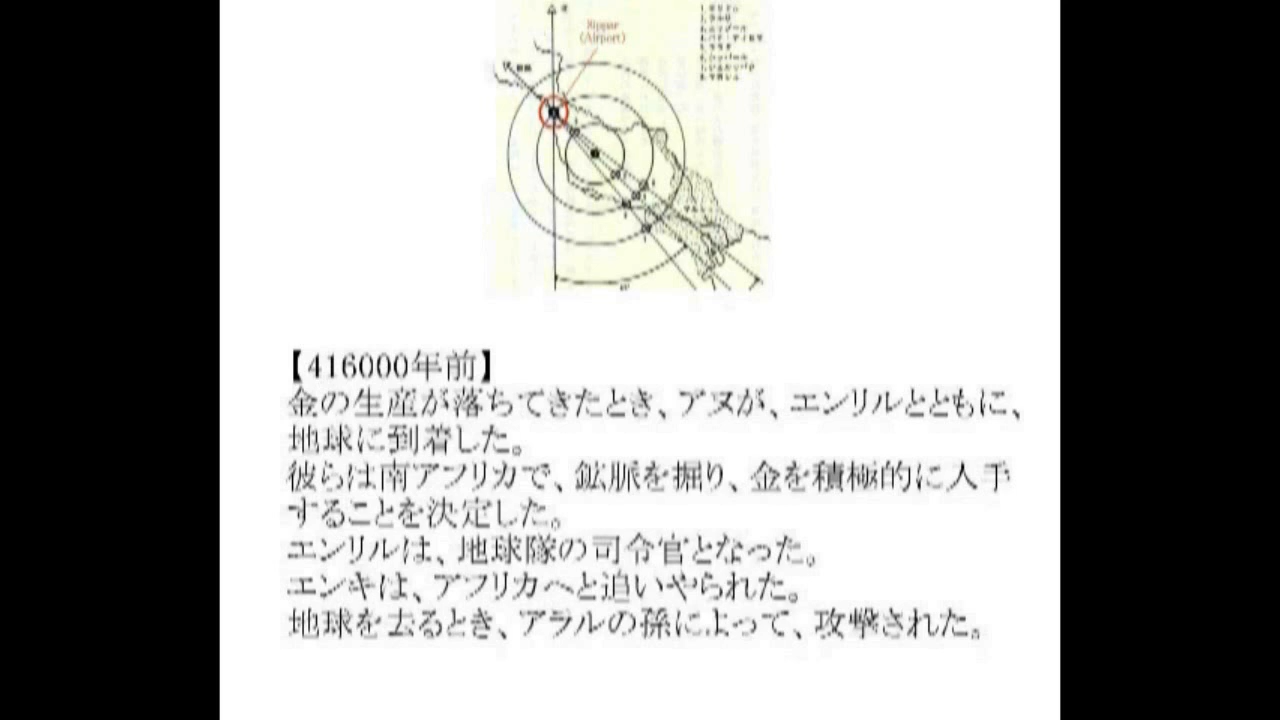 Sippar
(Airport)
【416000年前】
金の生産が落ちてきたとき、アヌが、エンリルとともに、
地球に到着した。
彼らは南アフリカで、鉱脈を掘り、金を積極的に入手
することを決定した。
エンリルは、地球隊の司令官となった。
エンキは、アフリカへと追いやられた。
地球を去るとき、アラルの孫によって、攻撃された。